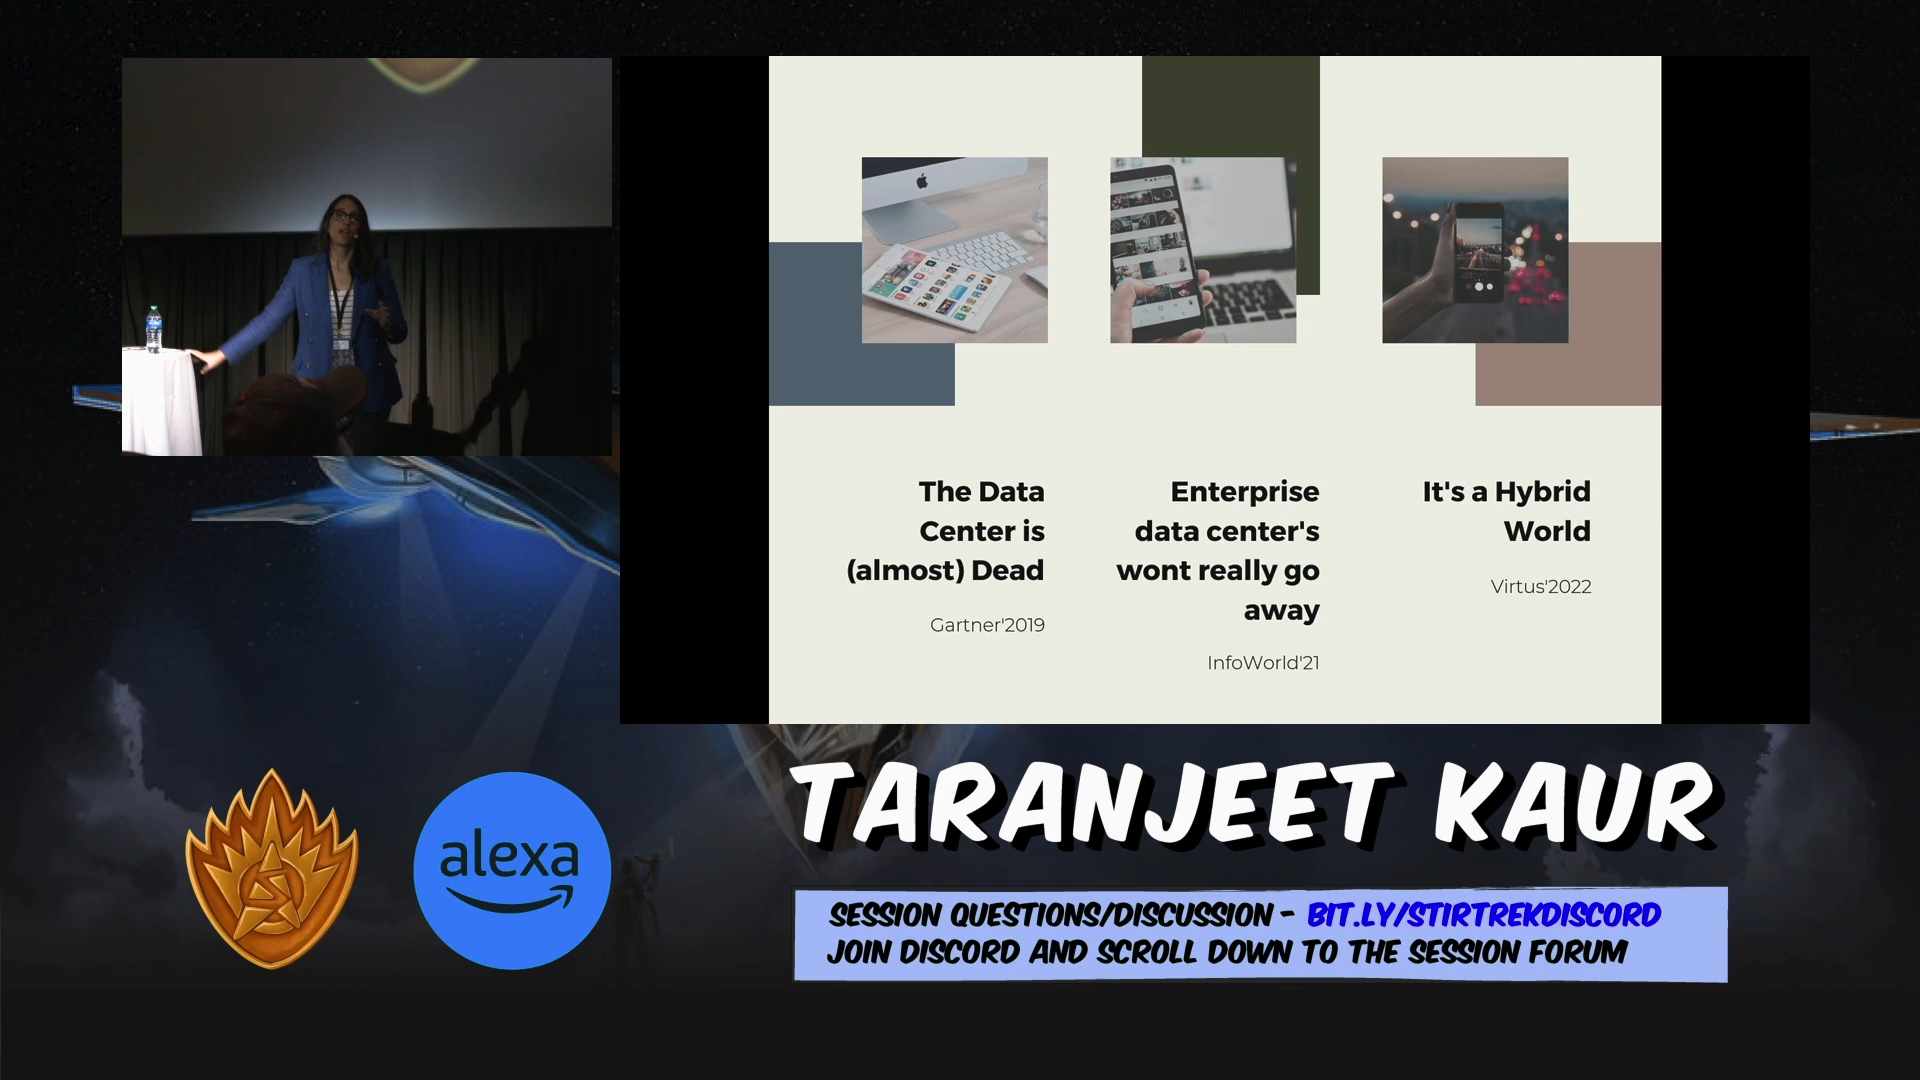 The Data
Center is
(almost) Dead
Gartner'2019
Enterprise
data center's
wont really go
away
InfoWorld'21
It's a Hybrid
World
Virtus'2022
alexa
TARANJEET KAUR
SESSION QUESTIONS/DISCUSSION - BIT.LY/STIRTREKDISCORD
JOIN DISCORD AND SCROLL DOWN TO THE SESSION FORUM